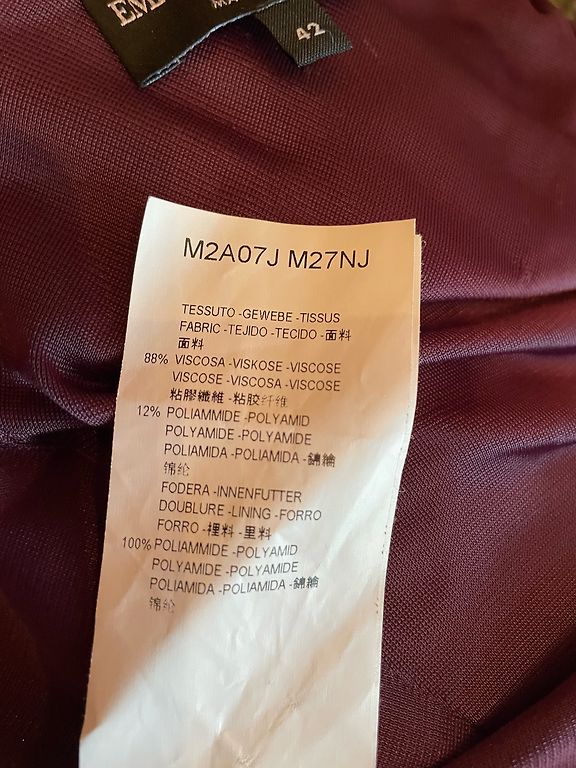 42
M2A07J M27NJ
TESSUTO -GEWEBE -TISSUS
FABRIC -TEJIDO -TECIDO -面料
面料
88% VISCOSA -VISKOSE -VISCOSE
VISCOSE -VISCOSA -VISCOSE
粘膠纖維 -粘胶纤维
12% POLIAMMIDE -POLYAMID
POLYAMIDE -POLYAMIDE
POLIAMIDA -POLIAMIDA -錦綸
锦纶
FODERA -INNENFUTTER
DOUBLURE -LINING -FORRO
FORRO -裡料 -里料
100% POLIAMMIDE -POLYAMID
POLYAMIDE -POLYAMIDE
POLIAMIDA -POLIAMIDA -錦綸
锦纶